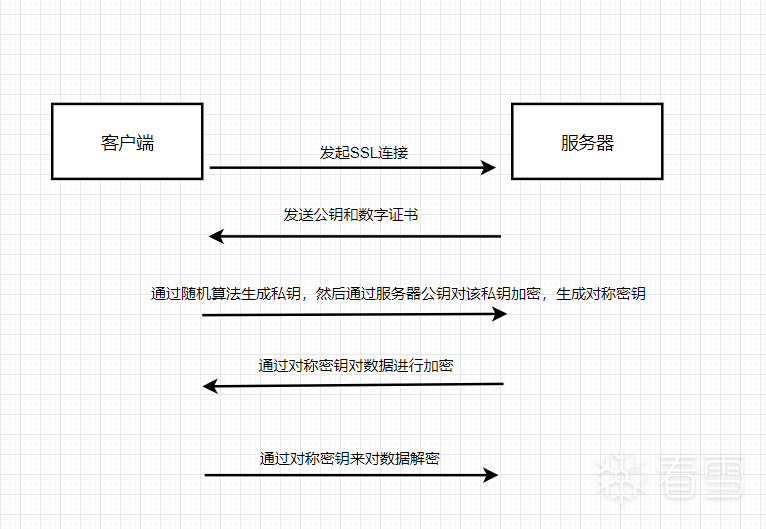 客户端
服务器
发起SSL连接
发送公钥和数字证书
通过随机算法生成私钥，然后通过服务器公钥对该私钥加密，生成对称密钥
通过对称密钥对数据进行加密
通过对称密钥来对数据解密
看雪